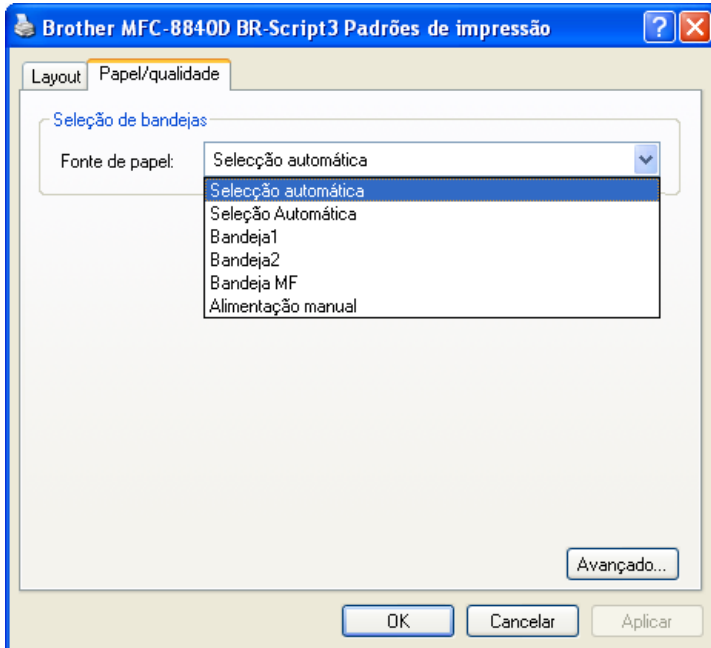 Brother MFC-8840D BR-Script3 Padrões de impressão
Layout Papel/qualidade
Seleção de bandejas
Fonte de papel: Selecção automática
Selecção automática
Seleção Automática
Bandeja1
Bandeja2
Bandeja MF
Alimentação manual
Avançado...
OK Cancelar Aplicar